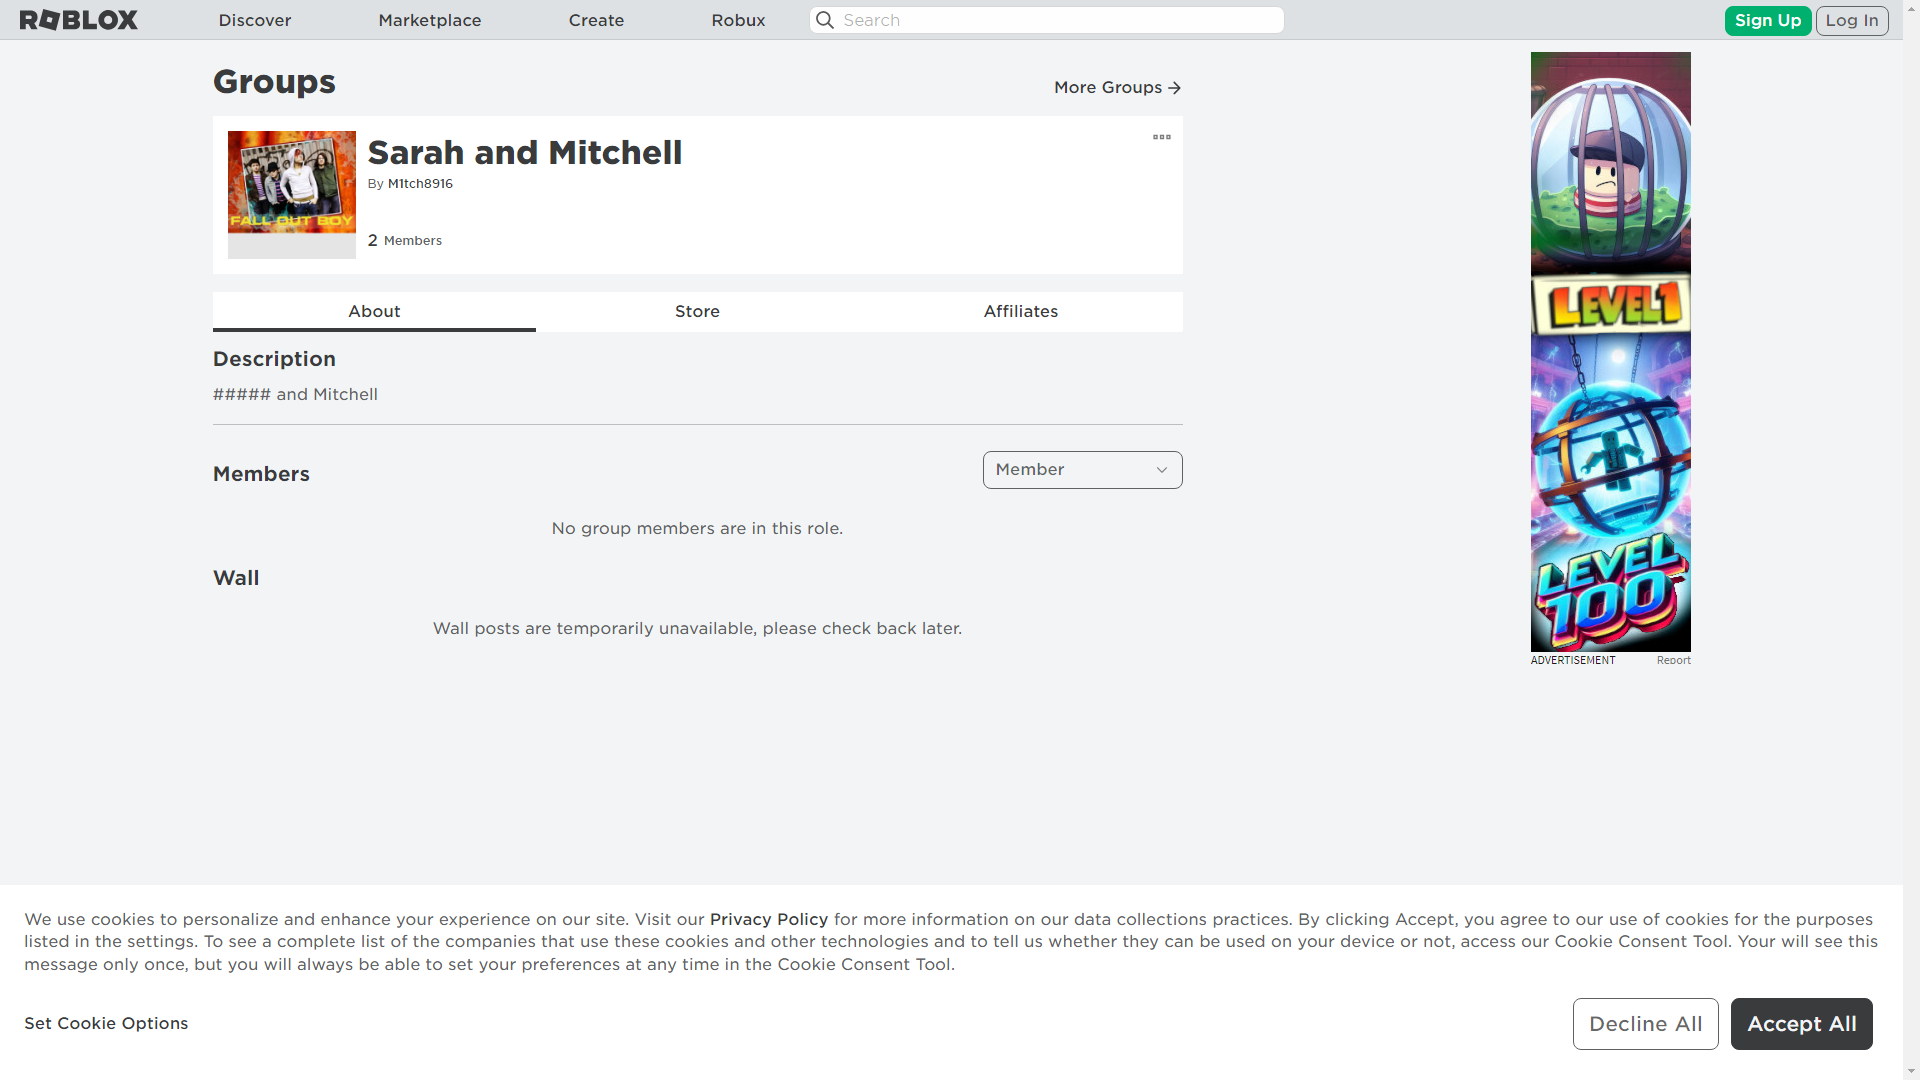 ROBLOX
Discover
Marketplace
Create
Robux
Search
Sign Up
Log In
Groups
More Groups
FALL OUT BOY
Sarah and Mitchell
By M1tch8916
2 Members
About
Store
Affiliates
Description
##### and Mitchell
Members
Member
No group members are in this role.
Wall
Wall posts are temporarily unavailable, please check back later.
LEVEL 1
LEVEL
100
ADVERTISEMENT
Report
We use cookies to personalize and enhance your experience on our site. Visit our Privacy Policy for more information on our data collections practices. By clicking Accept, you agree to our use of cookies for the purposes
listed in the settings. To see a complete list of the companies that use these cookies and other technologies and to tell us whether they can be used on your device or not, access our Cookie Consent Tool. Your will see this
message only once, but you will always be able to set your preferences at any time in the Cookie Consent Tool.
Set Cookie Options
Decline All
Accept All